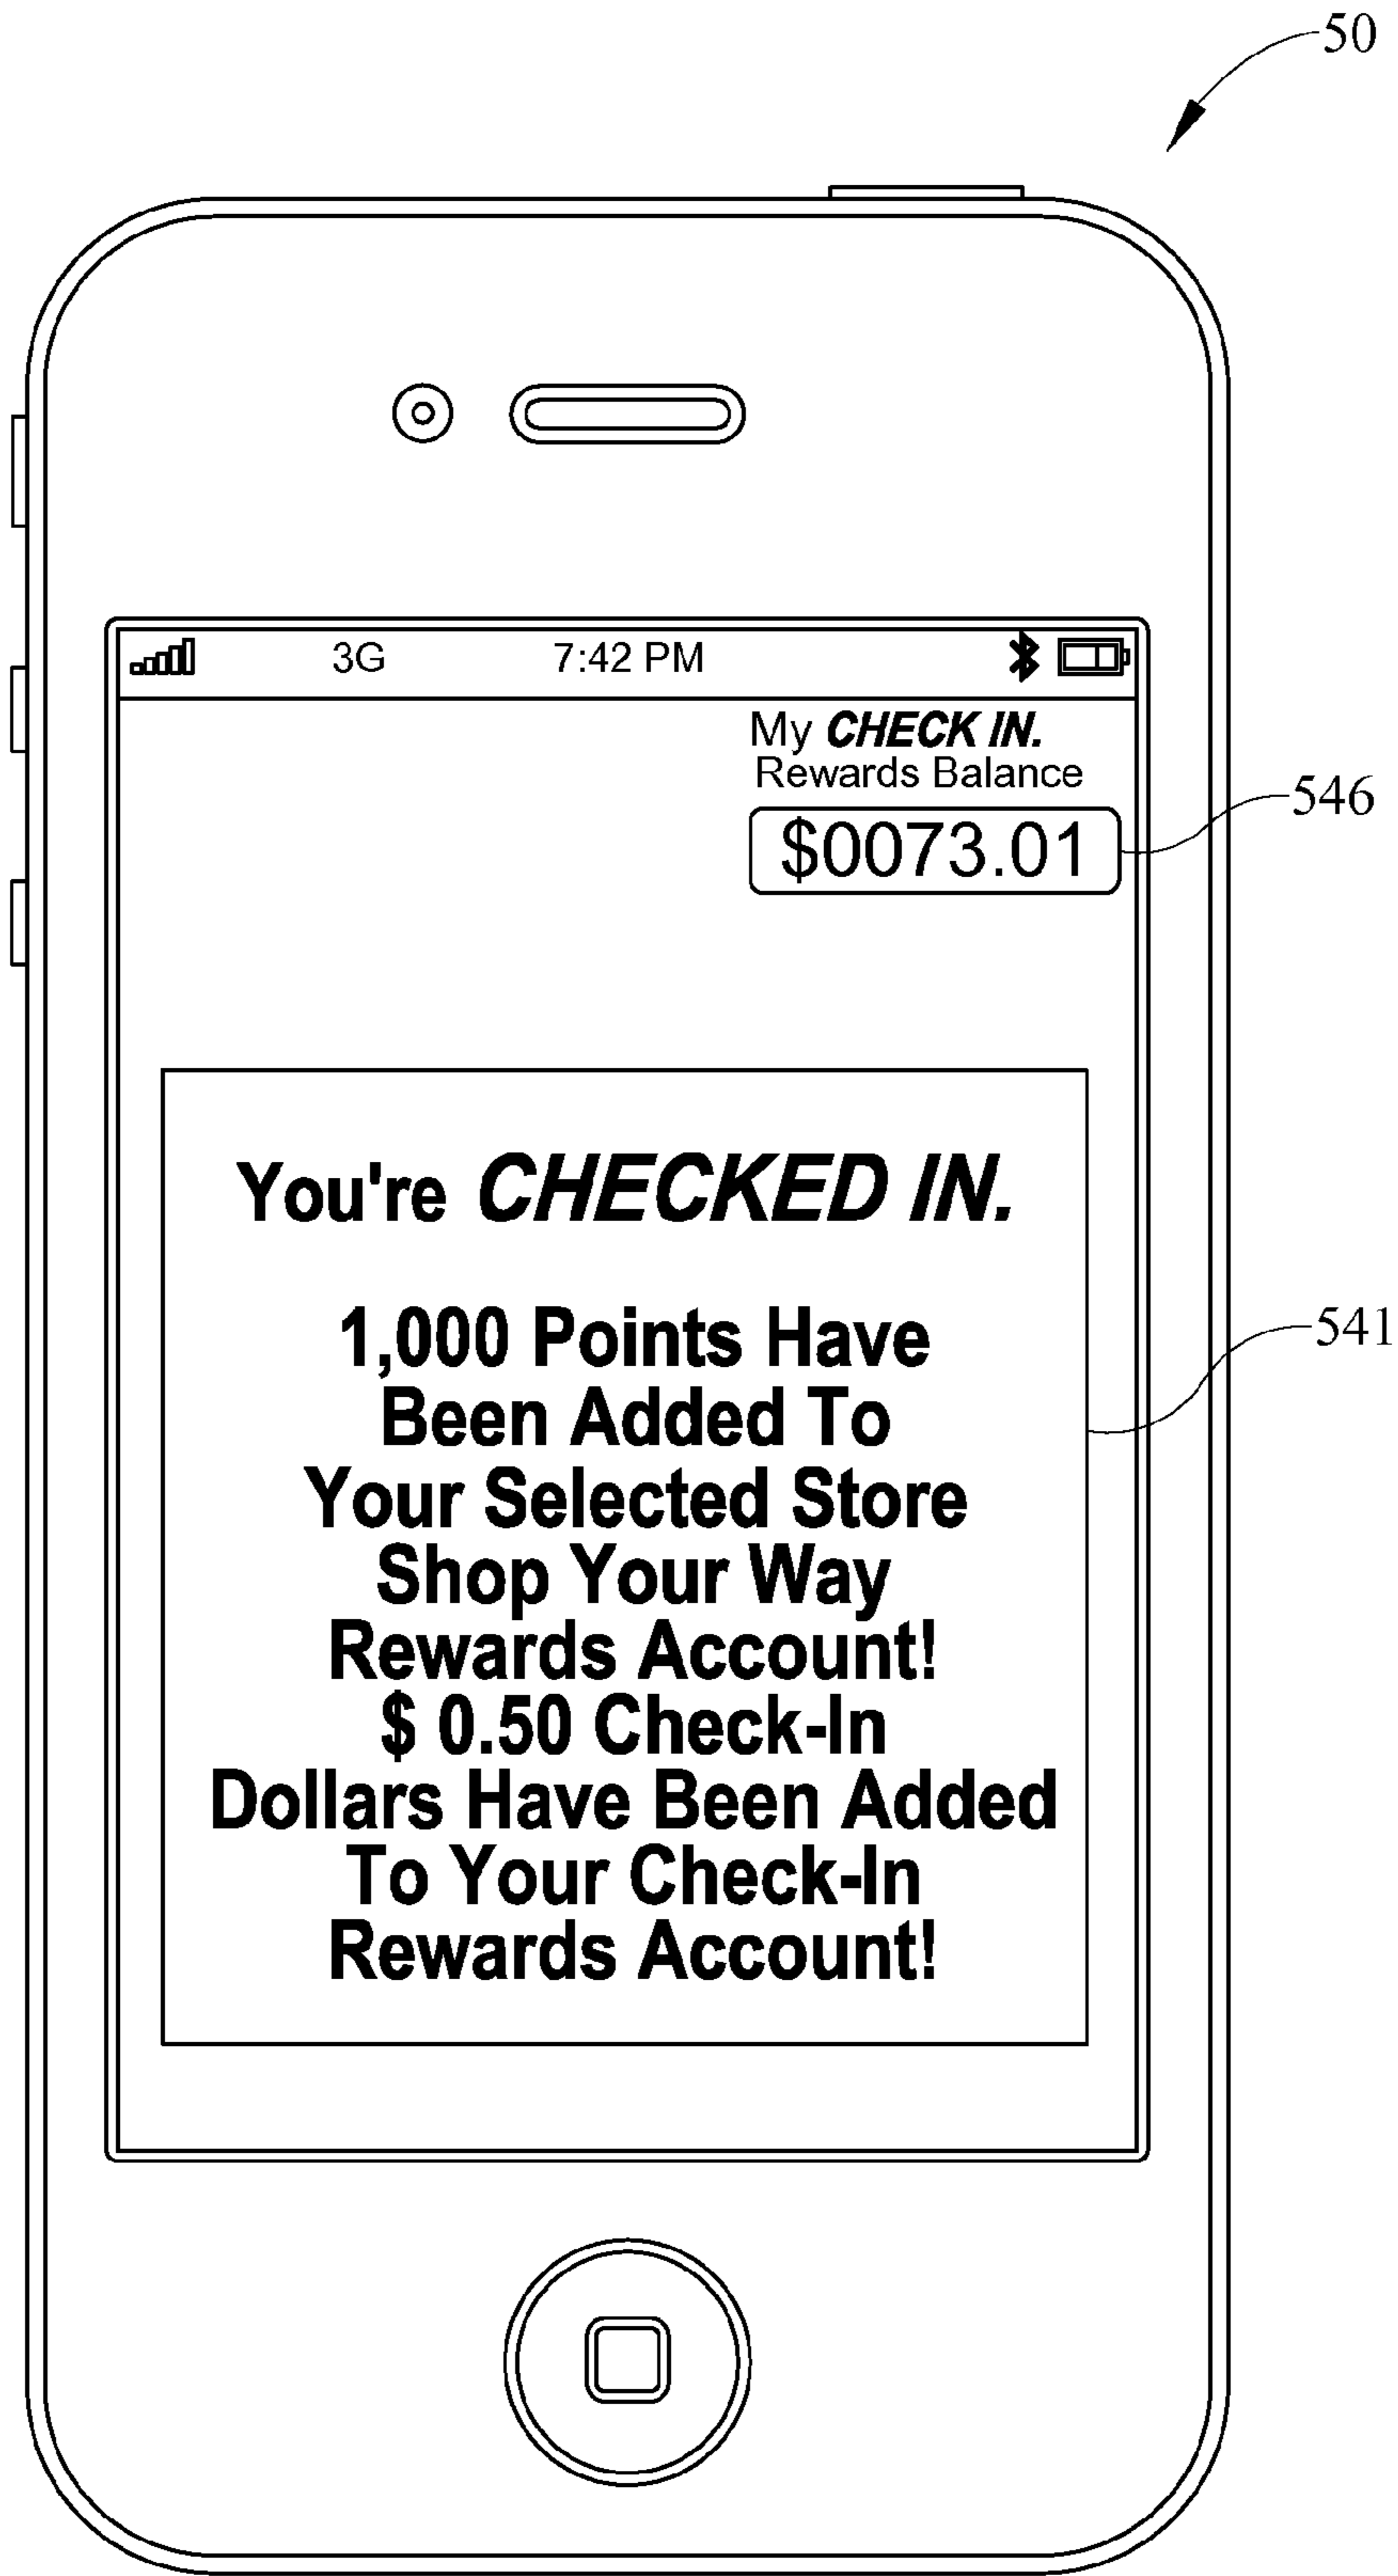 50
3G 7:42 PM
My CHECK IN.
Rewards Balance
$0073.01
546
You're CHECKED IN.
1,000 Points Have
Been Added To
Your Selected Store
Shop Your Way
Rewards Account!
$ 0.50 Check-In
Dollars Have Been Added
To Your Check-In
Rewards Account!
541